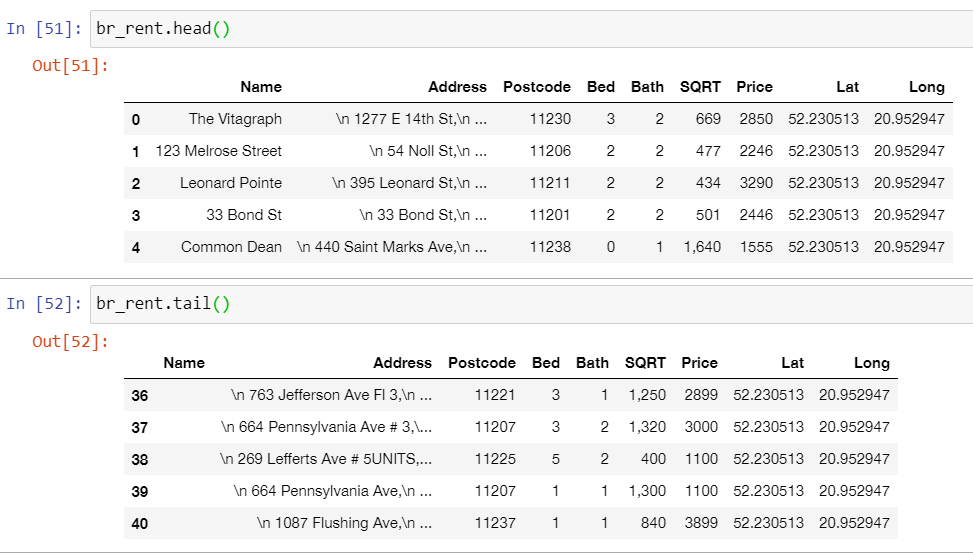 In [51]: br_rent.head()
Out[51]:
Name Address Postcode Bed Bath SQRT Price Lat Long
0 The Vitagraph \n 1277 E 14th St,\n ... 11230 3 2 669 2850 52.230513 20.952947
1 123 Melrose Street \n 54 Noll St,\n ... 11206 2 2 477 2246 52.230513 20.952947
2 Leonard Pointe \n 395 Leonard St,\n ... 11211 2 2 434 3290 52.230513 20.952947
3 33 Bond St \n 33 Bond St,\n ... 11201 2 2 501 2446 52.230513 20.952947
4 Common Dean \n 440 Saint Marks Ave,\n ... 11238 0 1 1,640 1555 52.230513 20.952947
In [52]: br_rent.tail()
Out[52]:
Name Address Postcode Bed Bath SQRT Price Lat Long
36 \n 763 Jefferson Ave Fl 3,\n ... 11221 3 1 1,250 2899 52.230513 20.952947
37 \n 664 Pennsylvania Ave # 3,\... 11207 3 2 1,320 3000 52.230513 20.952947
38 \n 269 Lefferts Ave # 5UNITS,... 11225 5 2 400 1100 52.230513 20.952947
39 \n 664 Pennsylvania Ave,\n ... 11207 1 1 1,300 1100 52.230513 20.952947
40 \n 1087 Flushing Ave,\n ... 11237 1 1 840 3899 52.230513 20.952947